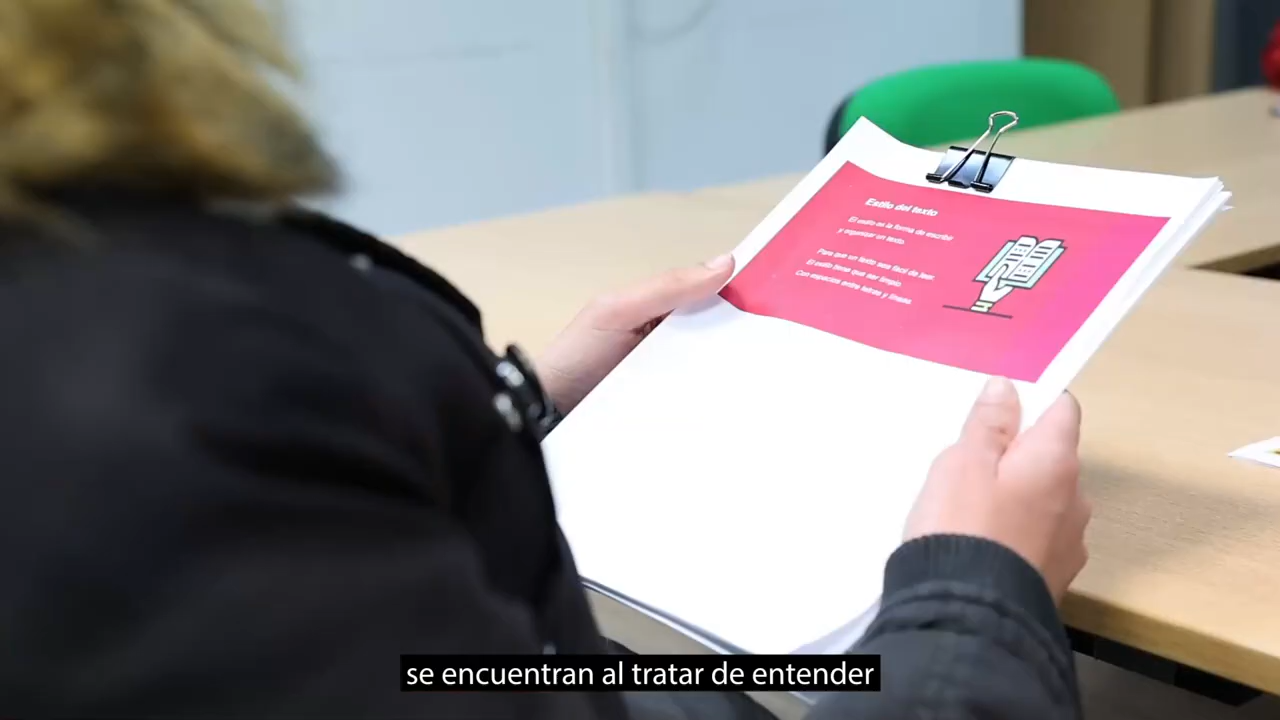 Estilo del texto
El estilo es la forma de escribir
y organizar un texto.
Para que un texto sea fácil de leer.
El estilo tiene que ser limpio.
Con espacios entre letras y líneas.
se encuentran al tratar de entender